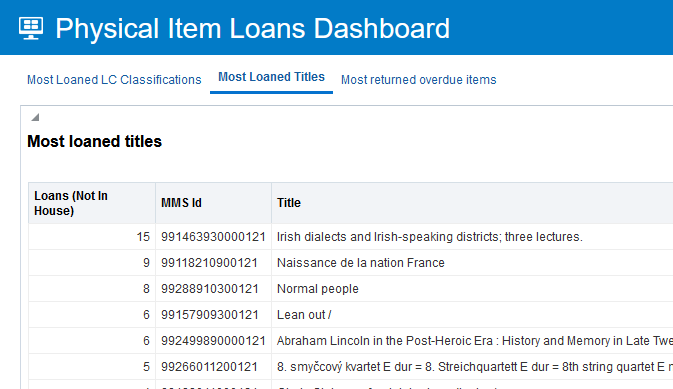 Physical Item Loans Dashboard
Most Loaned LC Classifications Most Loaned Titles Most returned overdue items
Most loaned titles
Loans (Not In House) MMS Id Title
15 991463930000121 Irish dialects and Irish-speaking districts; three lectures.
9 99118210900121 Naissance de la nation France
8 99288910300121 Normal people
6 99157909300121 Lean out /
6 992499890000121 Abraham Lincoln in the Post-Heroic Era : History and Memory in Late Twe
5 99266011200121 8. smyčcový kvartet E dur = 8. Streichquartett E dur = 8th string quartet E